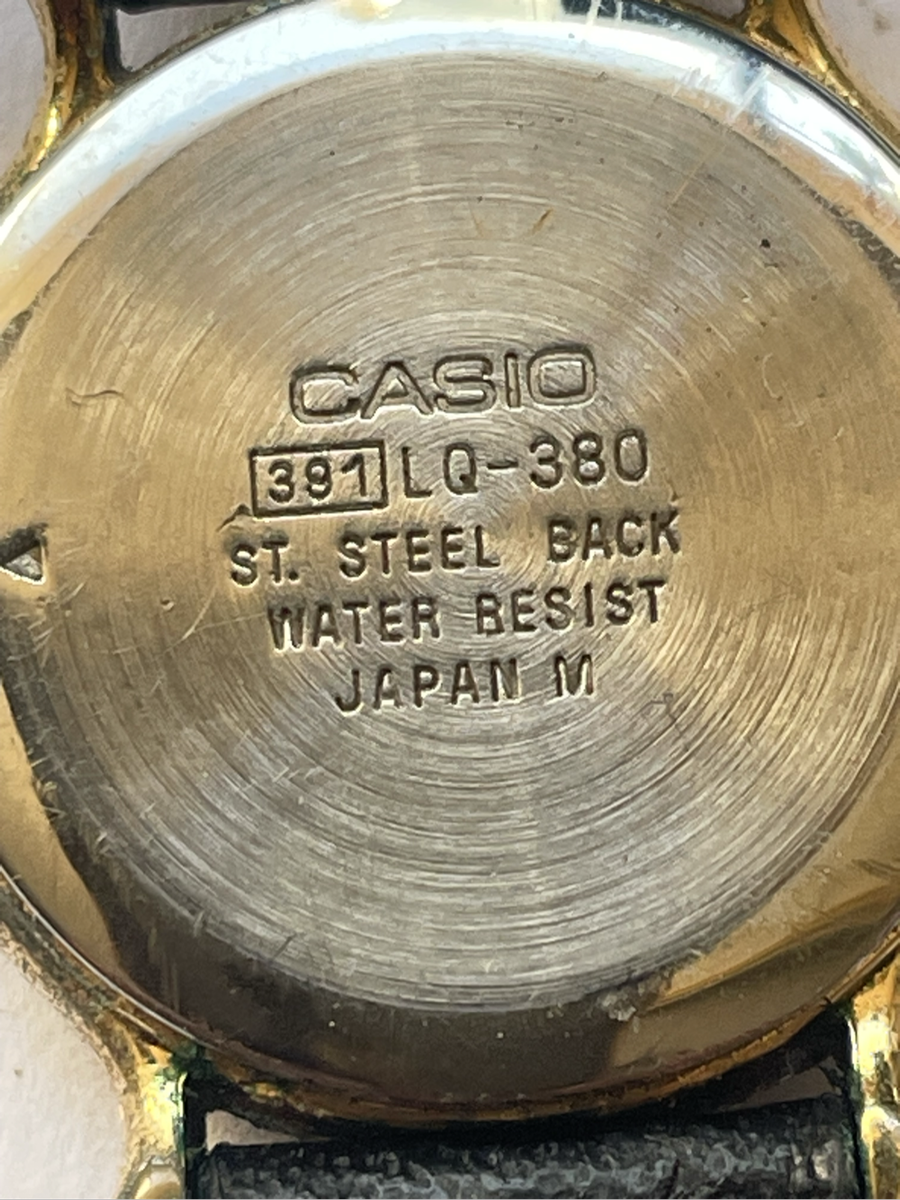 CASIO
391 LQ-380
ST. STEEL BACK
WATER RESIST
JAPAN M